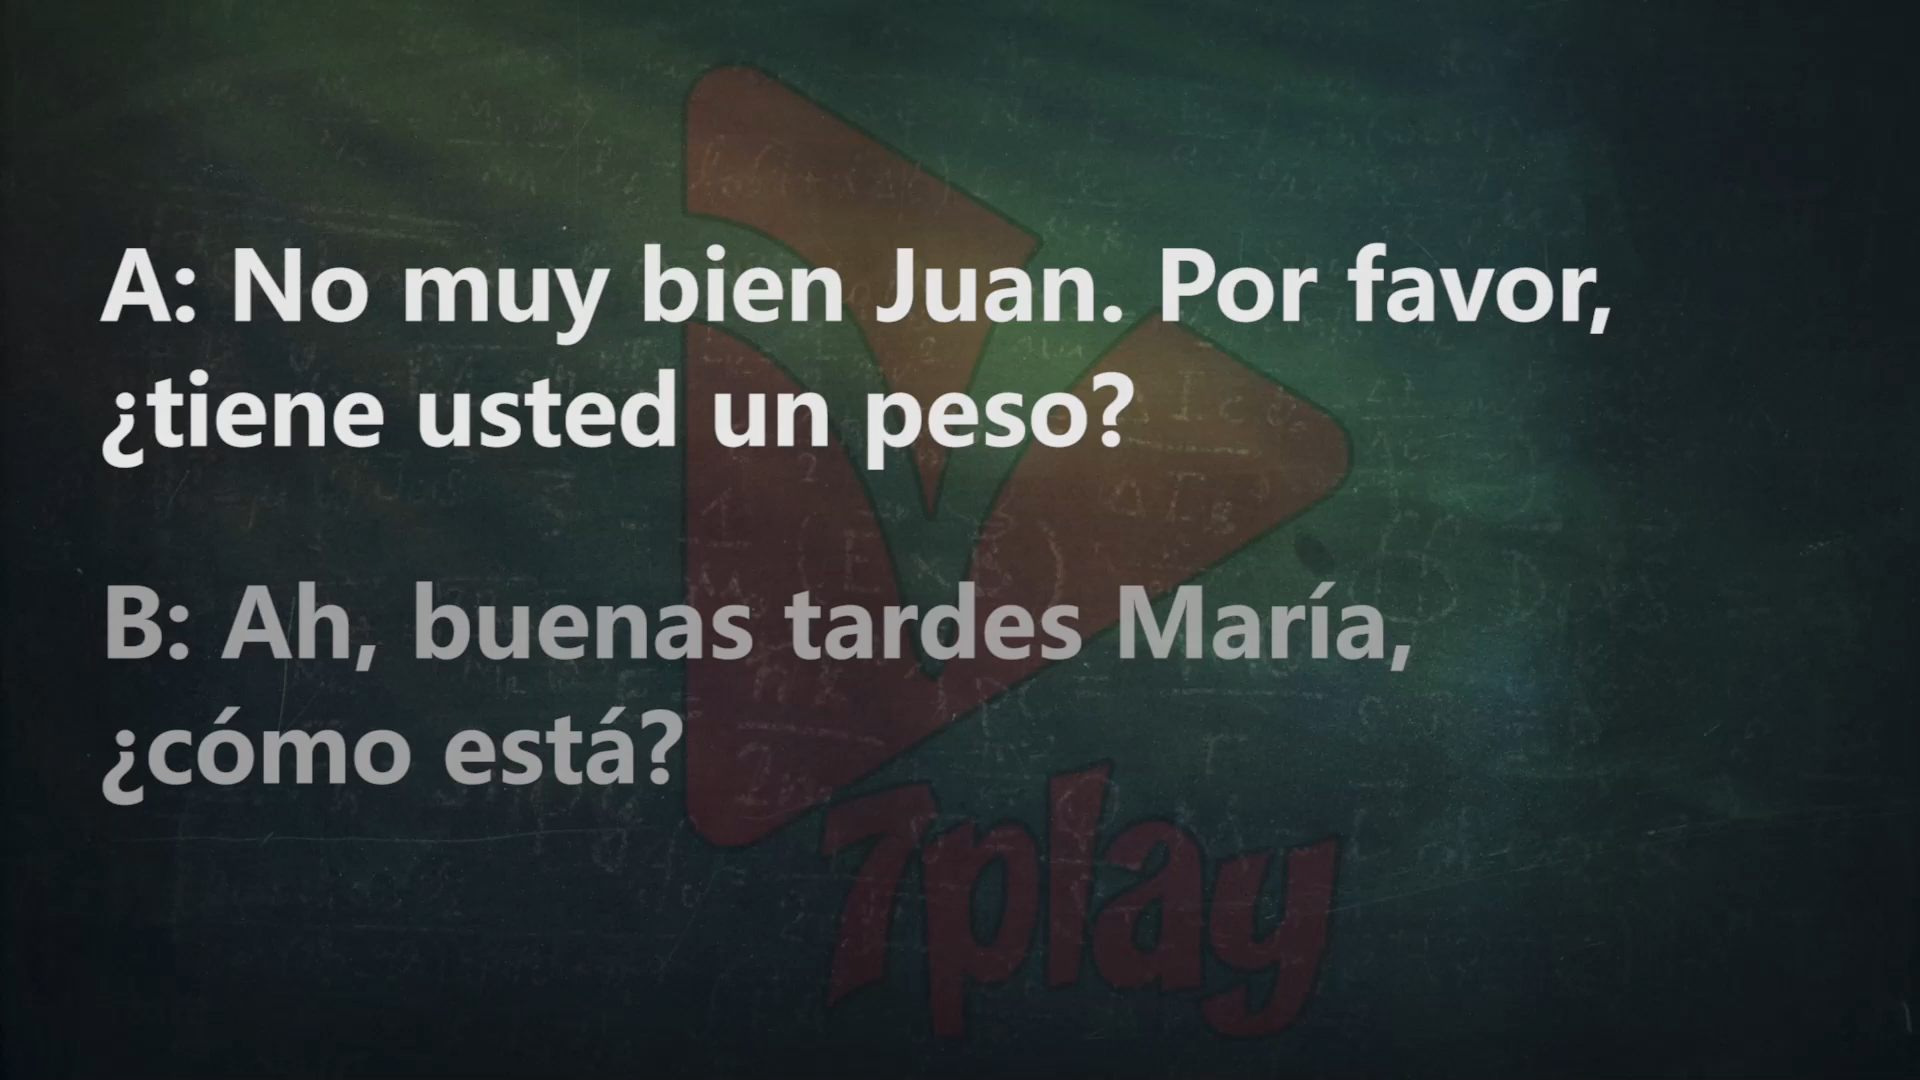 A: No muy bien Juan. Por favor,
¿tiene usted un peso?
B: Ah, buenas tardes María,
¿cómo está?
7play